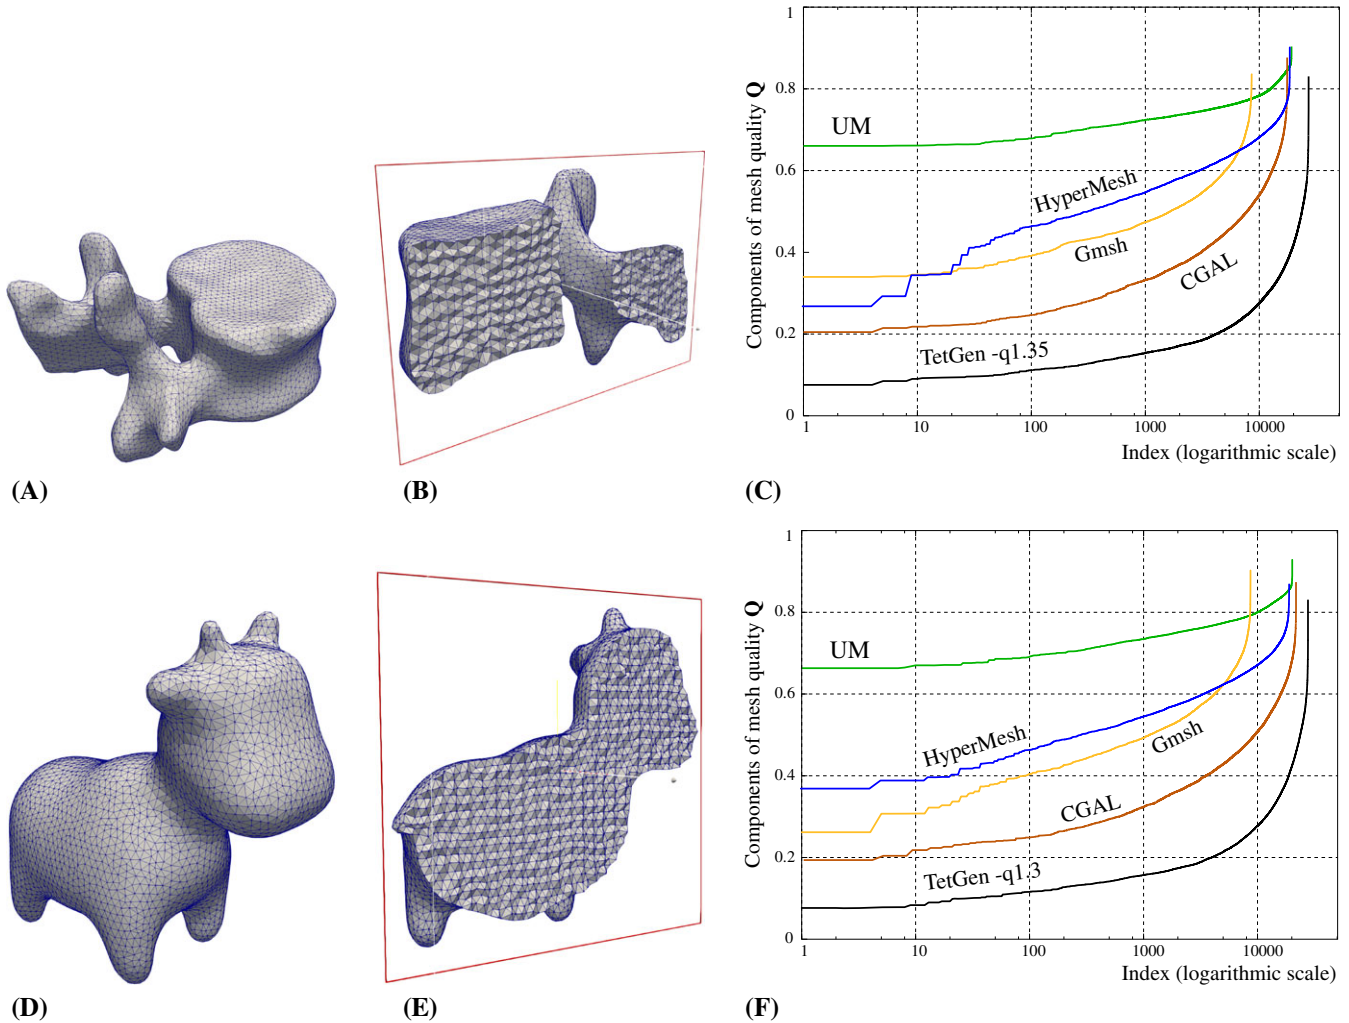 1
0.8
0.6
0.4
0.2
0
Components of mesh quality Q
UM
HyperMesh
Gmsh
CGAL
TetGen -q1.35
1
10
100
1000
10000
Index (logarithmic scale)
(A)
(B)
(C)
1
0.8
0.6
0.4
0.2
0
Components of mesh quality Q
UM
HyperMesh
Gmsh
CGAL
TetGen -q1.3
1
10
100
1000
10000
Index (logarithmic scale)
(D)
(E)
(F)